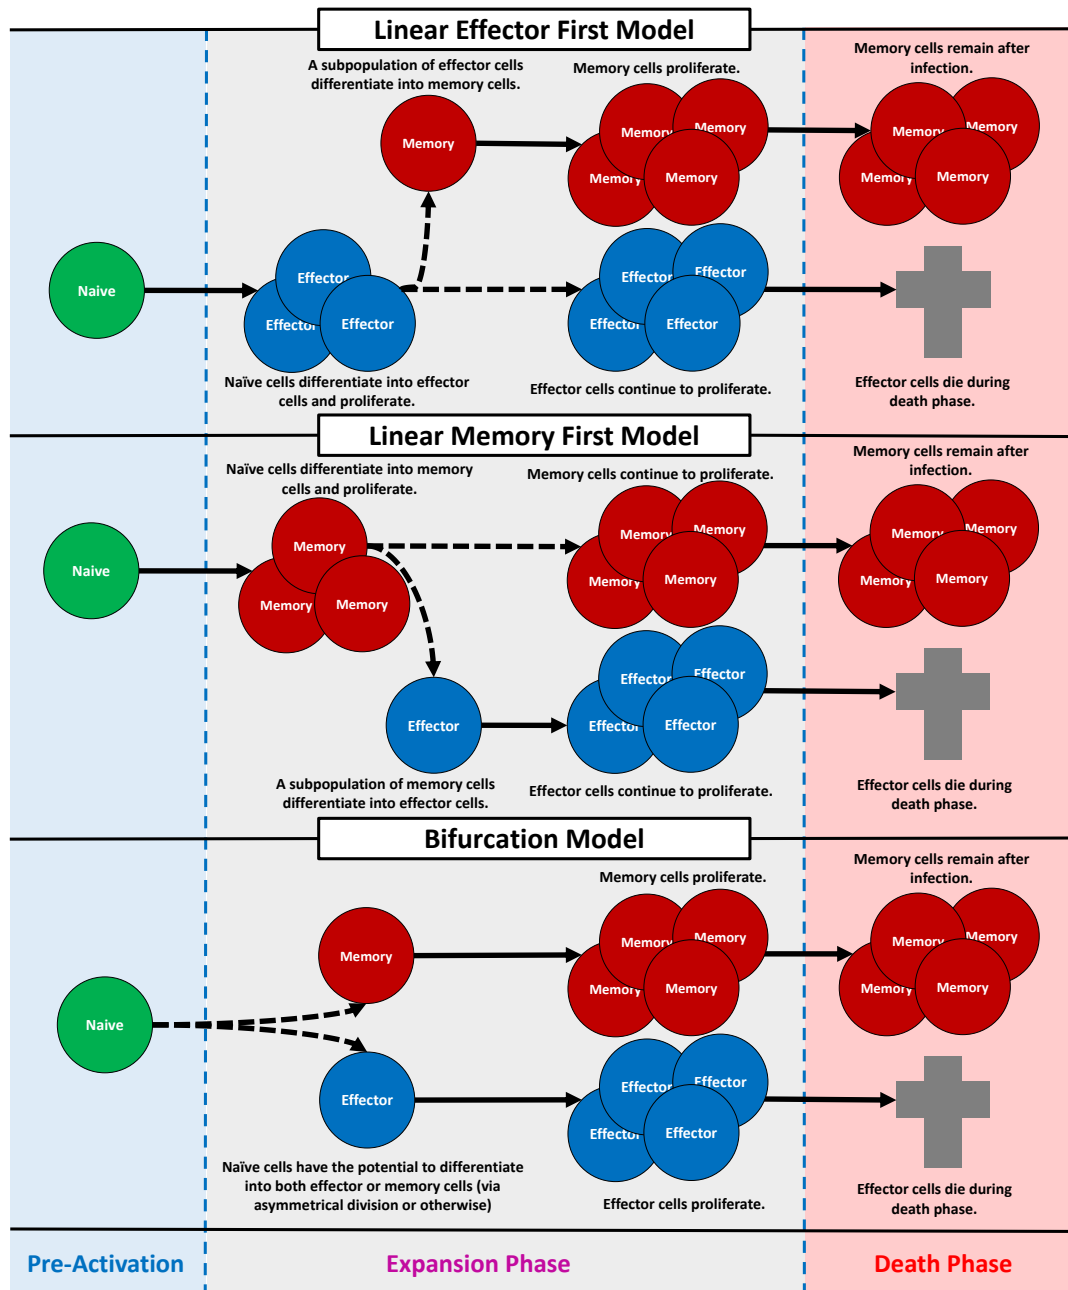 Linear Effector First Model
A subpopulation of effector cells
differentiate into memory cells.
Memory cells proliferate.
Memory cells remain after
infection.
Memory
Memory
Memory
Memory
Memory
Memory
Memory
Memory
Memory
Naive
Effector
Effector
Effector
Effector
Effector
Effector
Effector
Naïve cells differentiate into effector
cells and proliferate.
Effector cells continue to proliferate.
Effector cells die during
death phase.
Linear Memory First Model
Naïve cells differentiate into memory
cells and proliferate.
Memory cells continue to proliferate.
Memory cells remain after
infection.
Naive
Memory
Memory
Memory
Memory
Memory
Memory
Memory
Memory
Memory
Memory
Memory
Effector
Effector
Effector
Effector
Effector
A subpopulation of memory cells
differentiate into effector cells.
Effector cells continue to proliferate.
Effector cells die during
death phase.
Bifurcation Model
Memory cells proliferate.
Memory cells remain after
infection.
Memory
Memory
Memory
Memory
Memory
Memory
Memory
Memory
Memory
Naive
Effector
Effector
Effector
Effector
Effector
Naïve cells have the potential to differentiate
into both effector or memory cells (via
asymmetrical division or otherwise)
Effector cells proliferate.
Effector cells die during
death phase.
Pre-Activation
Expansion Phase
Death Phase